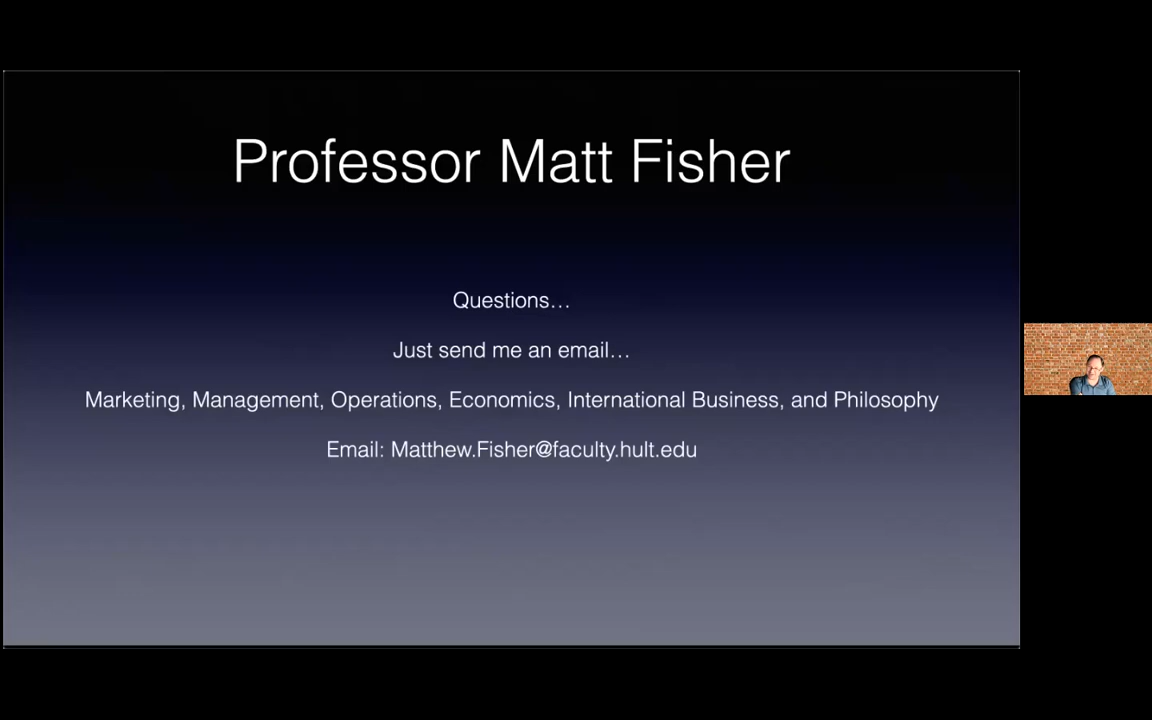 Professor Matt Fisher
Questions…
Just send me an email…
Marketing, Management, Operations, Economics, International Business, and Philosophy
Email: Matthew.Fisher@faculty.hult.edu